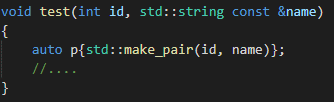 void test(int id, std::string const &name)
{
    auto p{std::make_pair(id, name)};
    //....
}